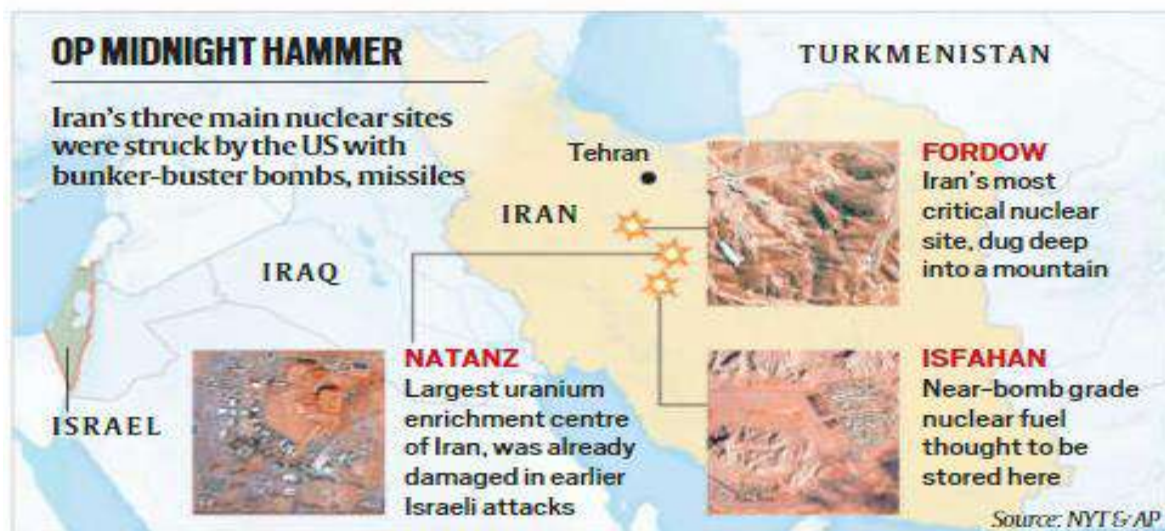 OP MIDNIGHT HAMMER
Iran's three main nuclear sites
were struck by the US with
bunker-buster bombs, missiles
TURKMENISTAN
Tehran
IRAN
IRAQ
ISRAEL
FORDOW
Iran's most
critical nuclear
site, dug deep
into a mountain
NATANZ
Largest uranium
enrichment centre
of Iran, was already
damaged in earlier
Israeli attacks
ISFAHAN
Near-bomb grade
nuclear fuel
thought to be
stored here
Source: NYT & AP